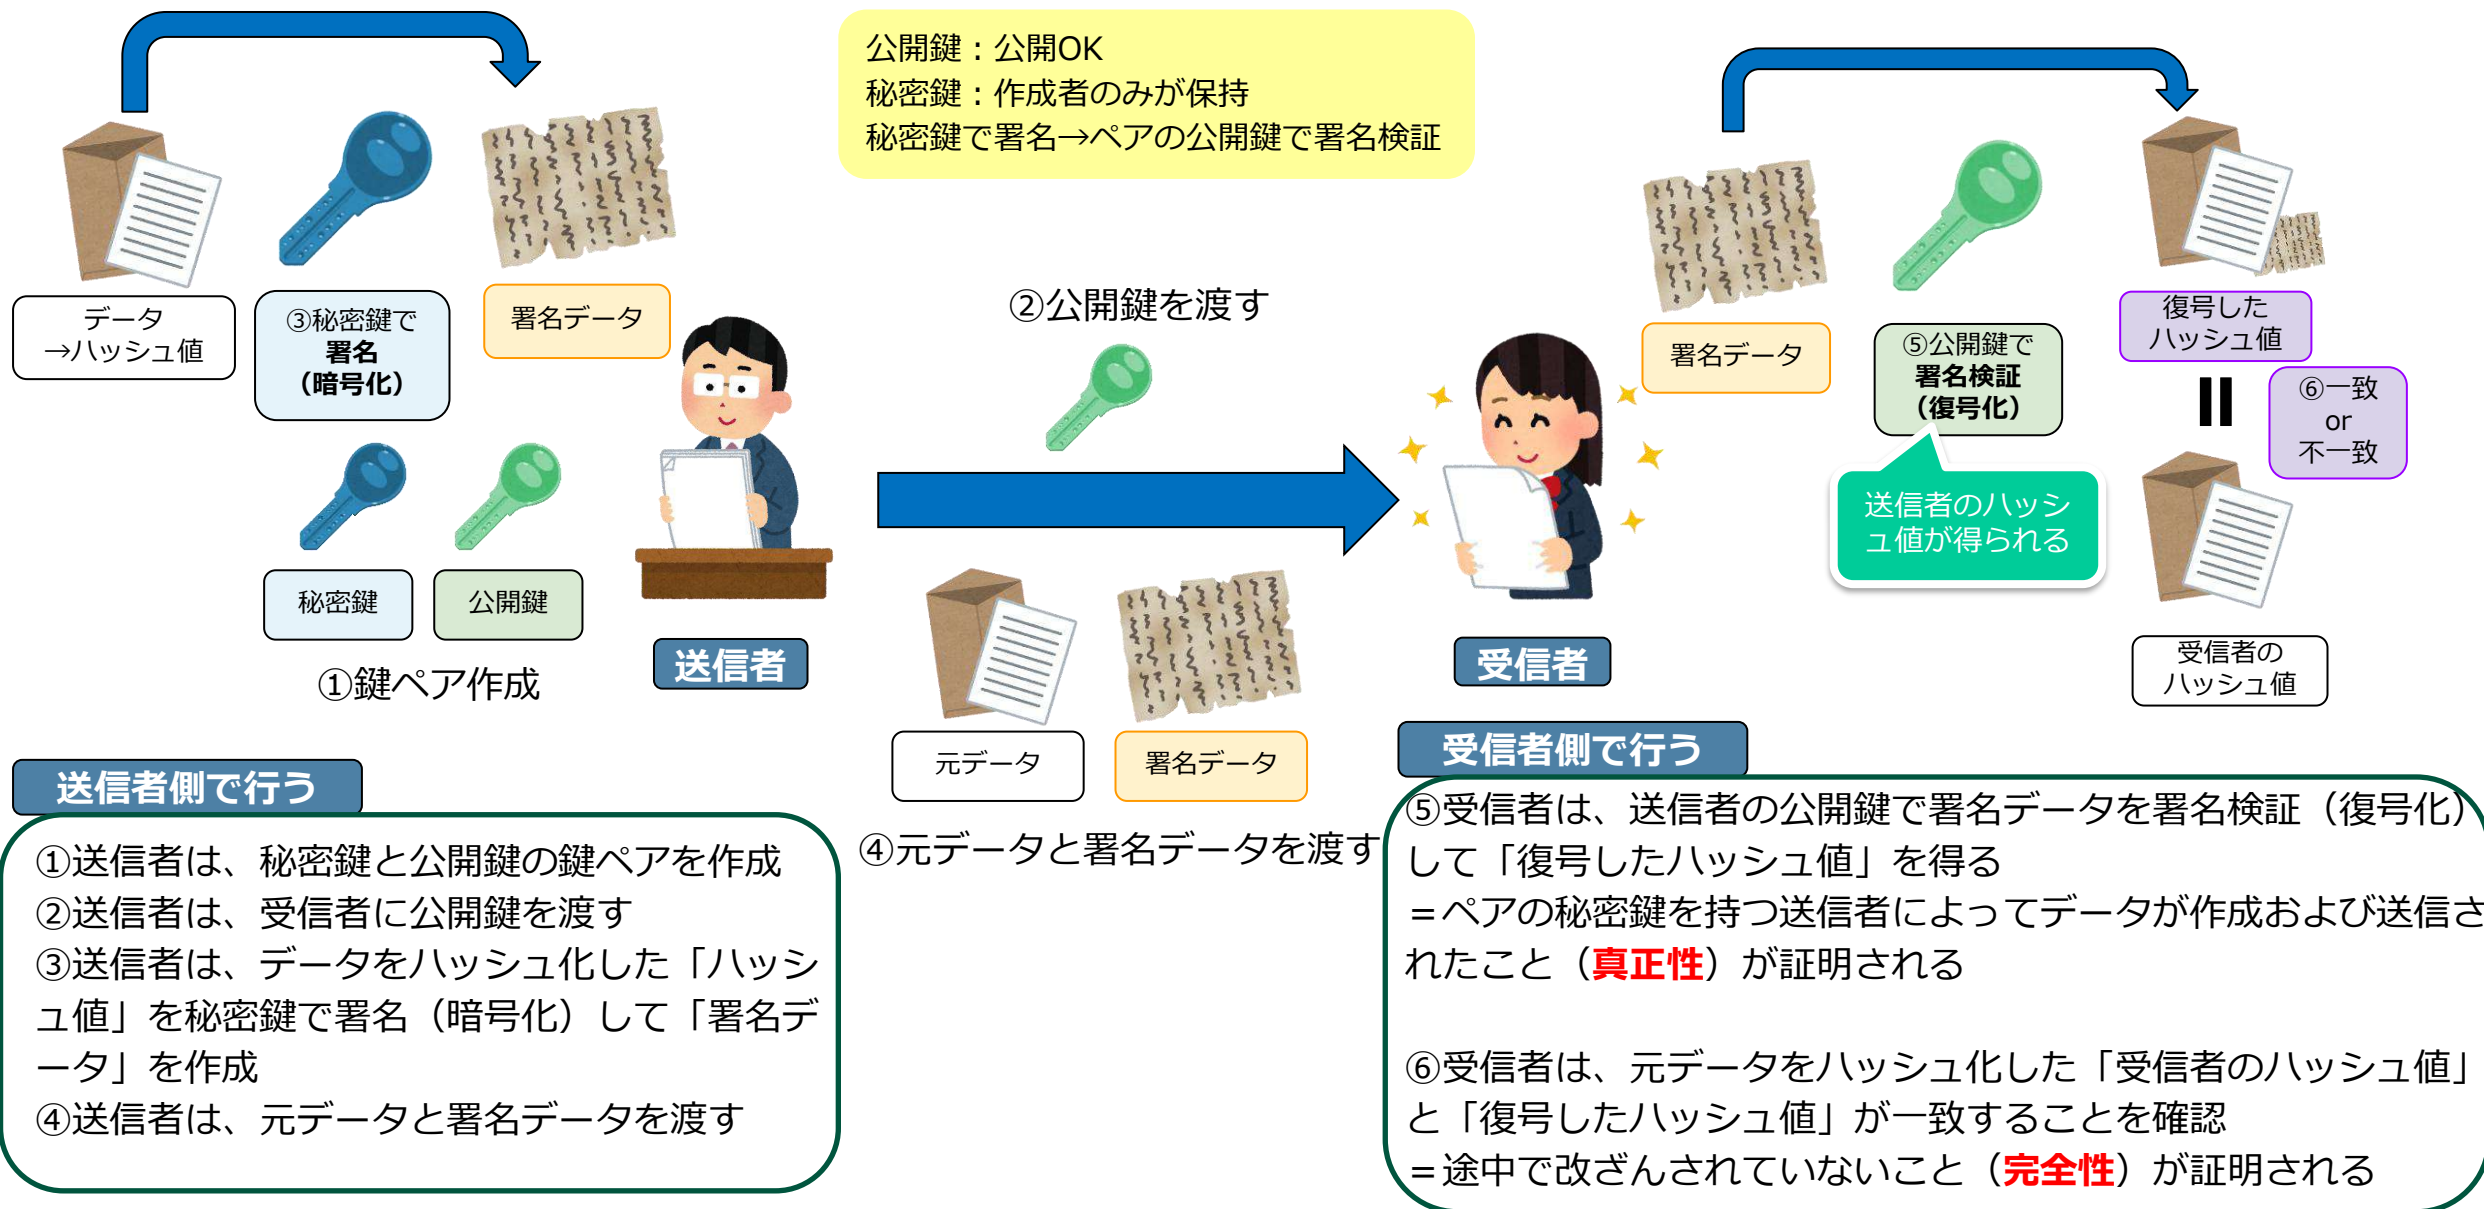 公開鍵：公開OK
秘密鍵：作成者のみが保持
秘密鍵で署名→ペアの公開鍵で署名検証
データ
→ハッシュ値
③秘密鍵で
署名
（暗号化）
署名データ
秘密鍵
公開鍵
①鍵ペア作成
送信者
②公開鍵を渡す
元データ
署名データ
④元データと署名データを渡す
受信者
署名データ
⑤公開鍵で
署名検証
（復号化）
送信者のハッシ
ュ値が得られる
復号した
ハッシュ値
⑥一致
or
不一致
受信者の
ハッシュ値
送信者側で行う
①送信者は、秘密鍵と公開鍵の鍵ペアを作成
②送信者は、受信者に公開鍵を渡す
③送信者は、データをハッシュ化した「ハッシ
ュ値」を秘密鍵で署名（暗号化）して「署名デ
ータ」を作成
④送信者は、元データと署名データを渡す
受信者側で行う
⑤受信者は、送信者の公開鍵で署名データを署名検証（復号化）
して「復号したハッシュ値」を得る
＝ペアの秘密鍵を持つ送信者によってデータが作成および送信さ
れたこと（真正性）が証明される
⑥受信者は、元データをハッシュ化した「受信者のハッシュ値」
と「復号したハッシュ値」が一致することを確認
＝途中で改ざんされていないこと（完全性）が証明される